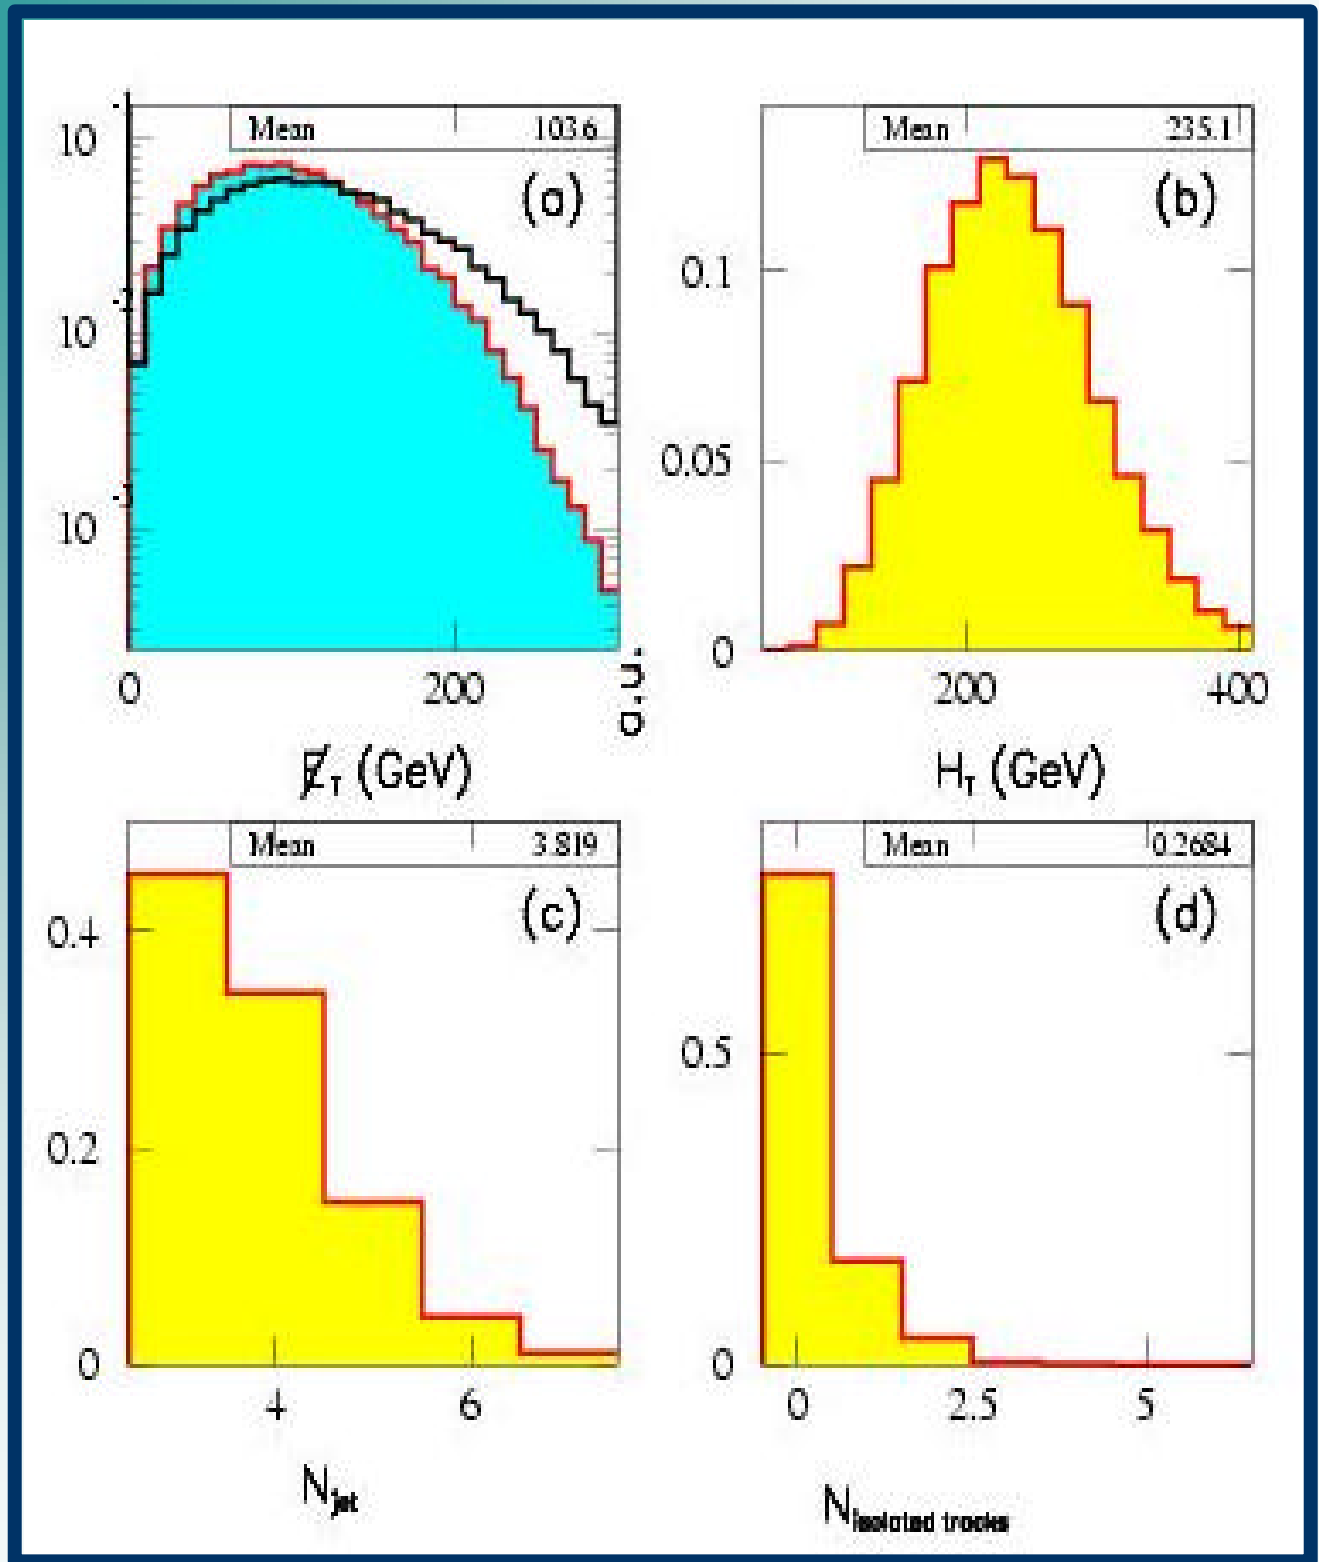 Mean 103.6
(a)
10
10
10
0 200
E̸T (GeV)
a.u.
Mean 235.1
(b)
0.1
0.05
0
200 400
HT (GeV)
Mean 3.819
(c)
0.4
0.2
0
4 6
Njet
Mean 0.2684
(d)
0.5
0
0 2.5 5
Nisolated tracks